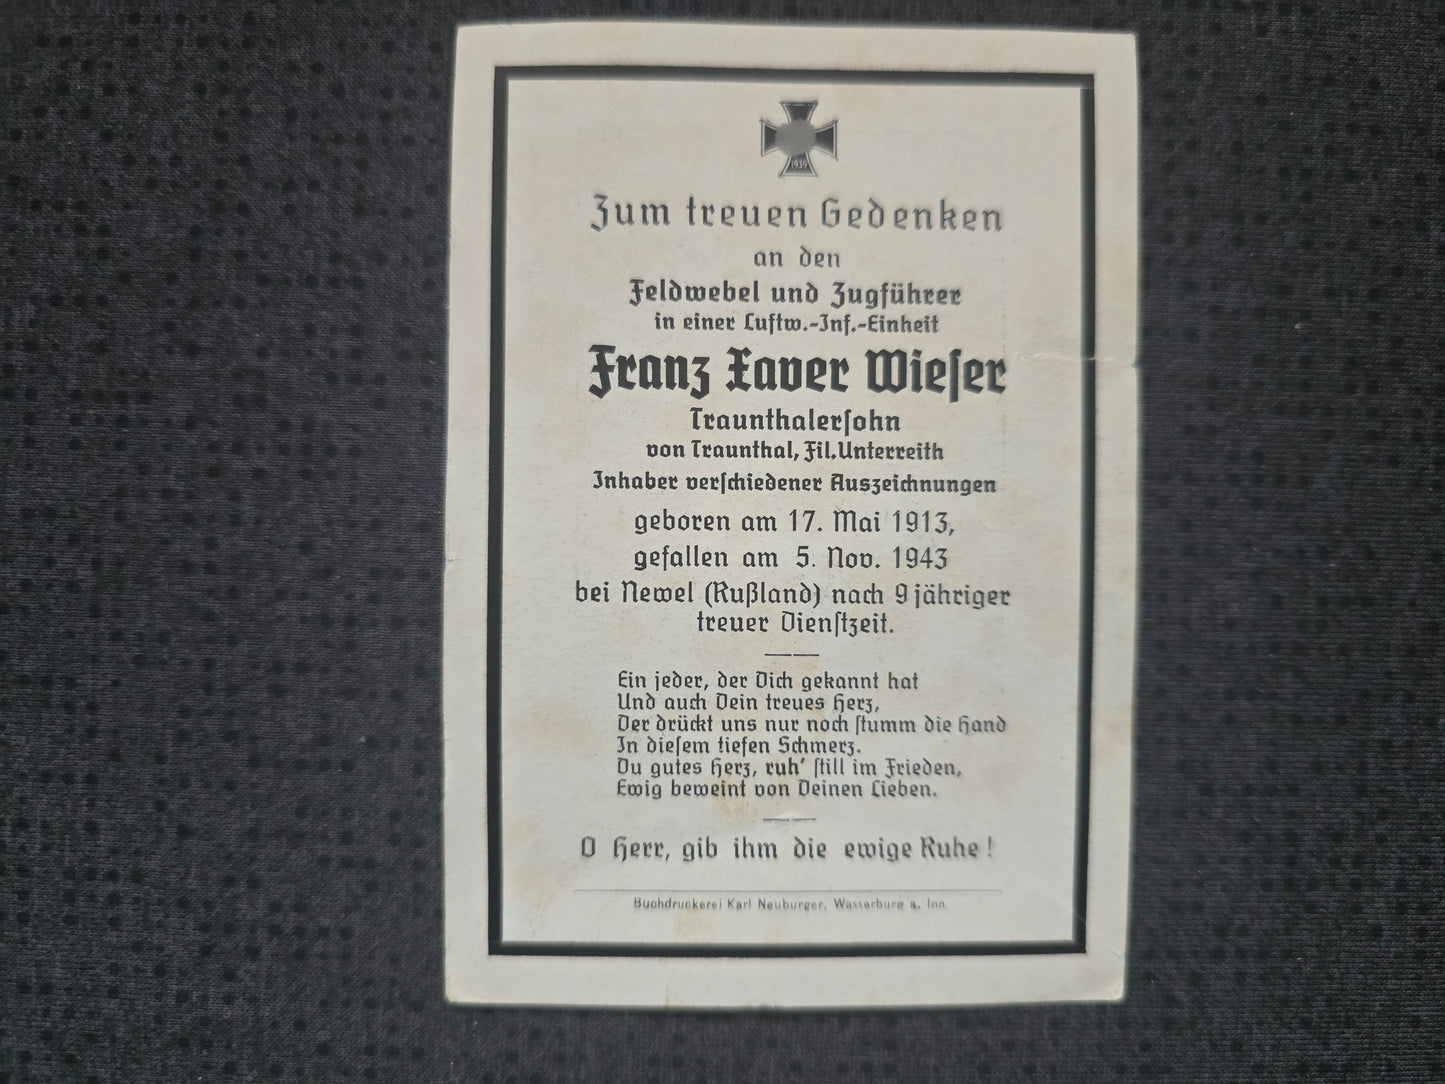 1939
Zum treuen Gedenken
an den
Feldwebel und Zugführer
in einer Luftw.-Inf.-Einheit
Franz Xaver Wieſer
Traunthalerſohn
von Traunthal, Fil.Unterreith
Inhaber verſchiedener Auszeichnungen
geboren am 17. Mai 1913,
gefallen am 5. Nov. 1943
bei Newel (Rußland) nach 9jähriger
treuer Dienſtzeit.
Ein jeder, der Dich gekannt hat
Und auch Dein treues Herz,
Der drückt uns nur noch ſtumm die Hand
In dieſem tiefen Schmerz.
Du gutes Herz, ruh' ſtill im Frieden,
Ewig beweint von Deinen Lieben.
O Herr, gib ihm die ewige Ruhe!
Buchdruckerei Karl Neuburger, Wasserburg a. Inn